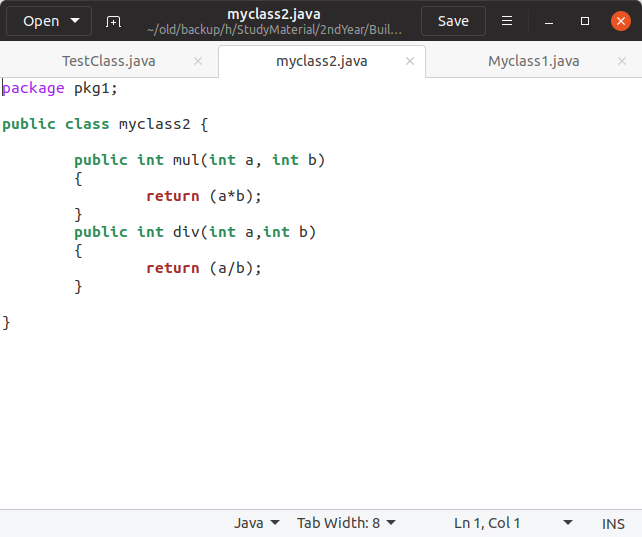 Open
myclass2.java
~/old/backup/h/StudyMaterial/2ndYear/Buil...
Save
TestClass.java
myclass2.java
Myclass1.java
package pkg1;
public class myclass2 {
public int mul(int a, int b)
{
return (a*b);
}
public int div(int a,int b)
{
return (a/b);
}
}
Java
Tab Width: 8
Ln 1, Col 1
INS